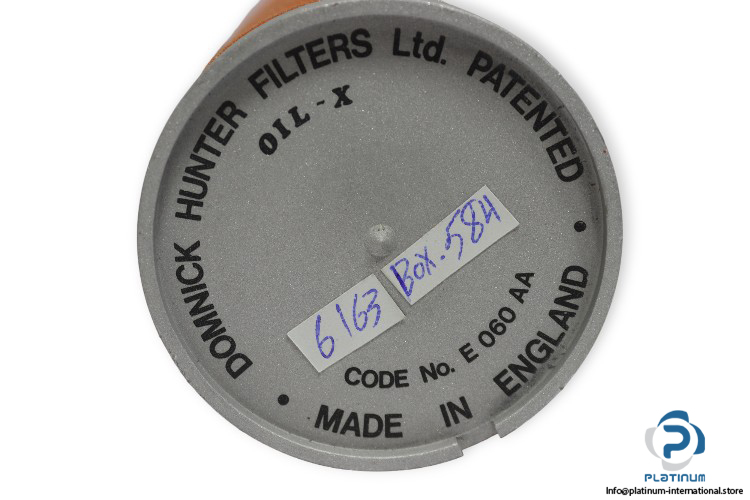 DOMNICK HUNTER FILTERS Ltd. PATENTED
OIL-X
BOX.584
6163
CODE No. E 060 AA
• MADE IN ENGLAND •
PLATINUM
Info@platinum-international.store